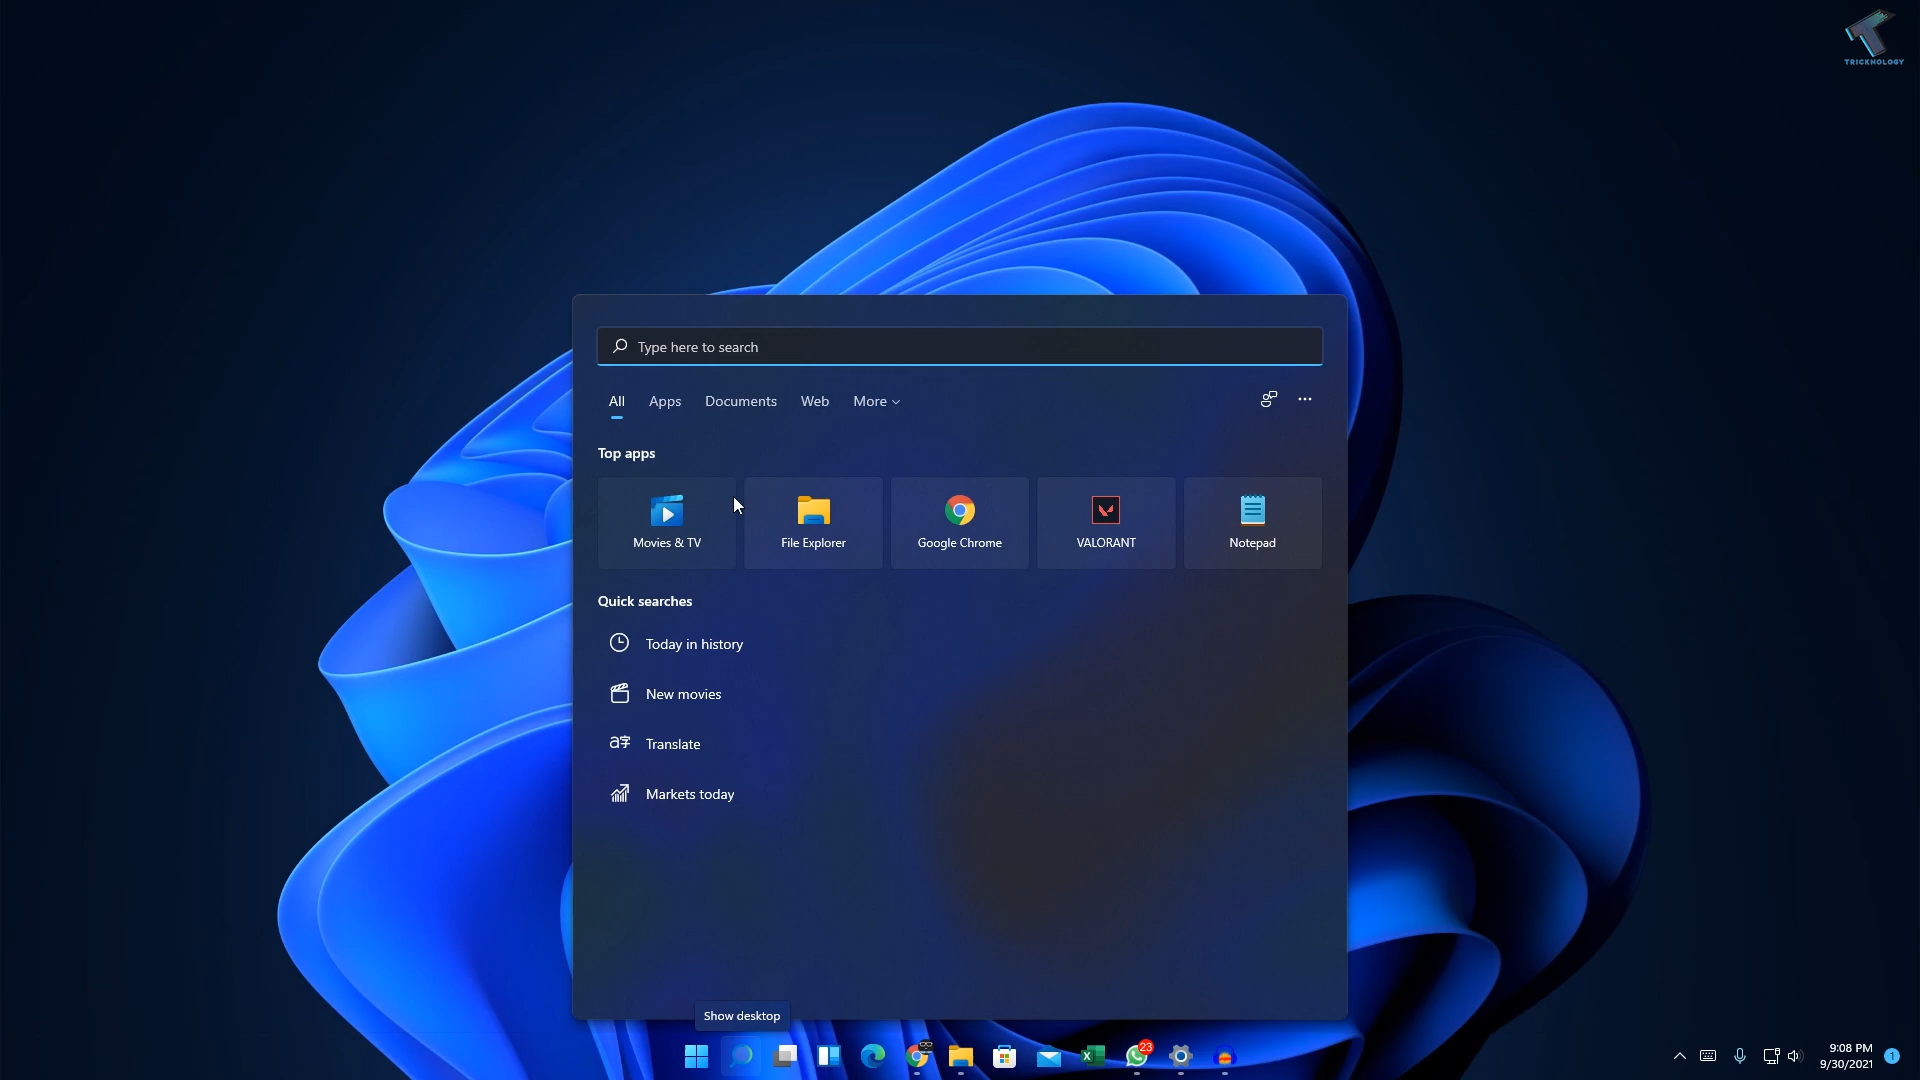 TRICKNOLOGY
Type here to search
All Apps Documents Web More
Top apps
Movies & TV File Explorer Google Chrome VALORANT Notepad
Quick searches
Today in history
New movies
Translate
Markets today
Show desktop
23
9:08 PM
9/30/2021
1